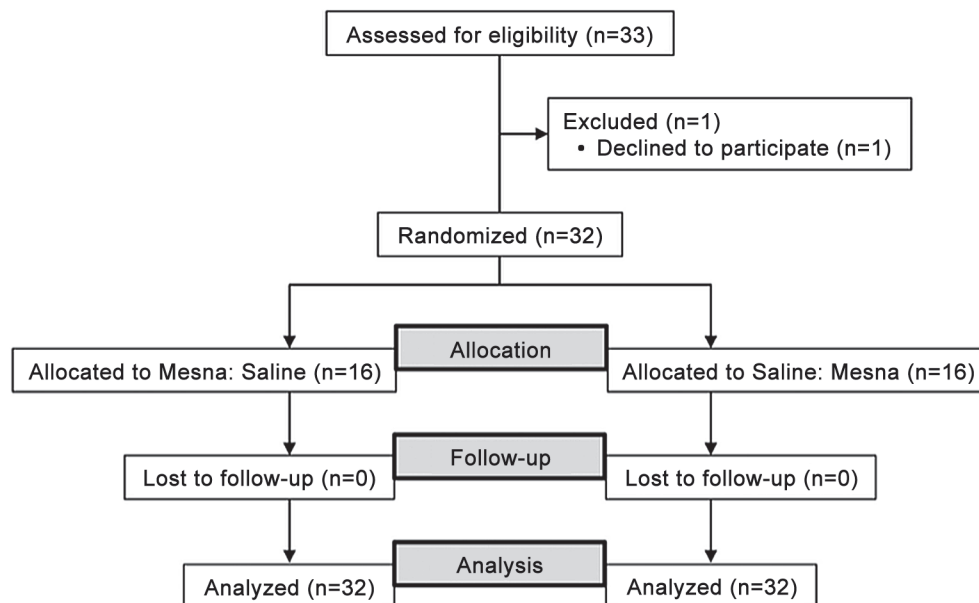 Assessed for eligibility (n=33)
Excluded (n=1)
• Declined to participate (n=1)
Randomized (n=32)
Allocation
Allocated to Mesna: Saline (n=16)
Allocated to Saline: Mesna (n=16)
Follow-up
Lost to follow-up (n=0)
Lost to follow-up (n=0)
Analysis
Analyzed (n=32)
Analyzed (n=32)